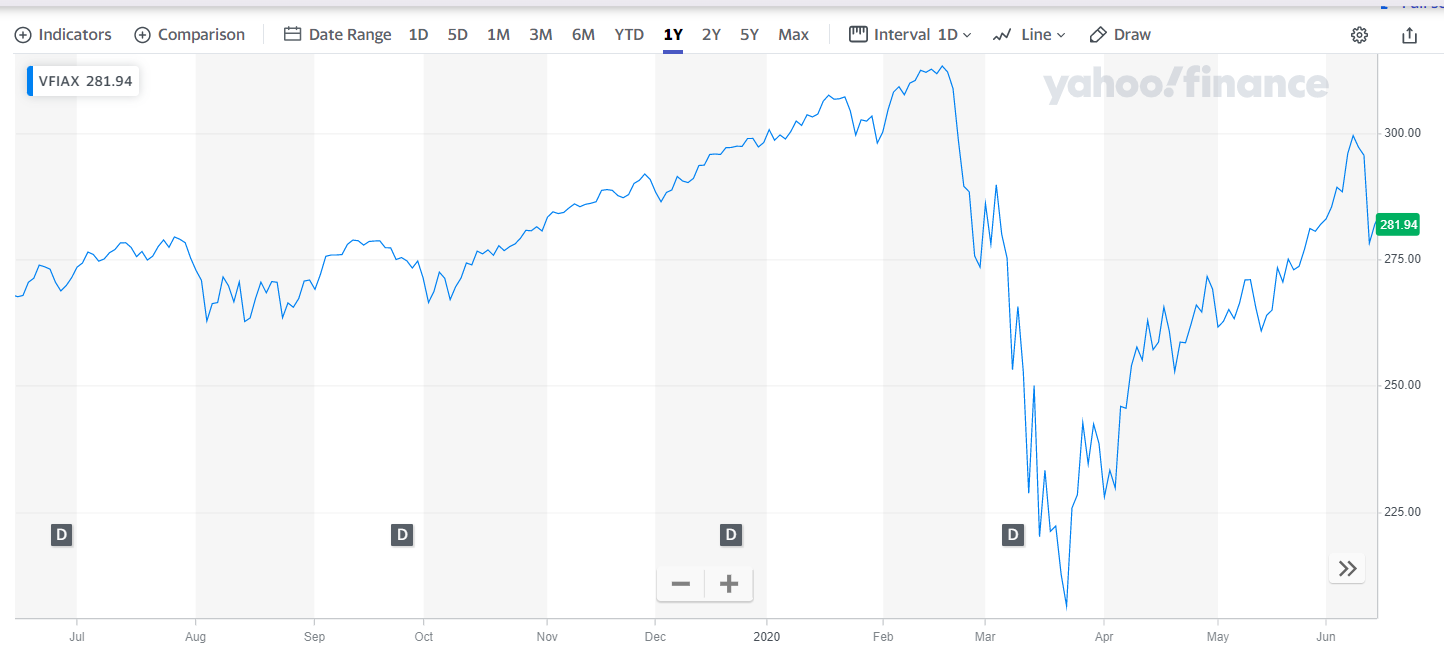 Indicators Comparison Date Range 1D 5D 1M 3M 6M YTD 1Y 2Y 5Y Max Interval 1D Line Draw
VFIAX 281.94
yahoo!finance
300.00
281.94
275.00
250.00
225.00
D D D D
Jul Aug Sep Oct Nov Dec 2020 Feb Mar Apr May Jun